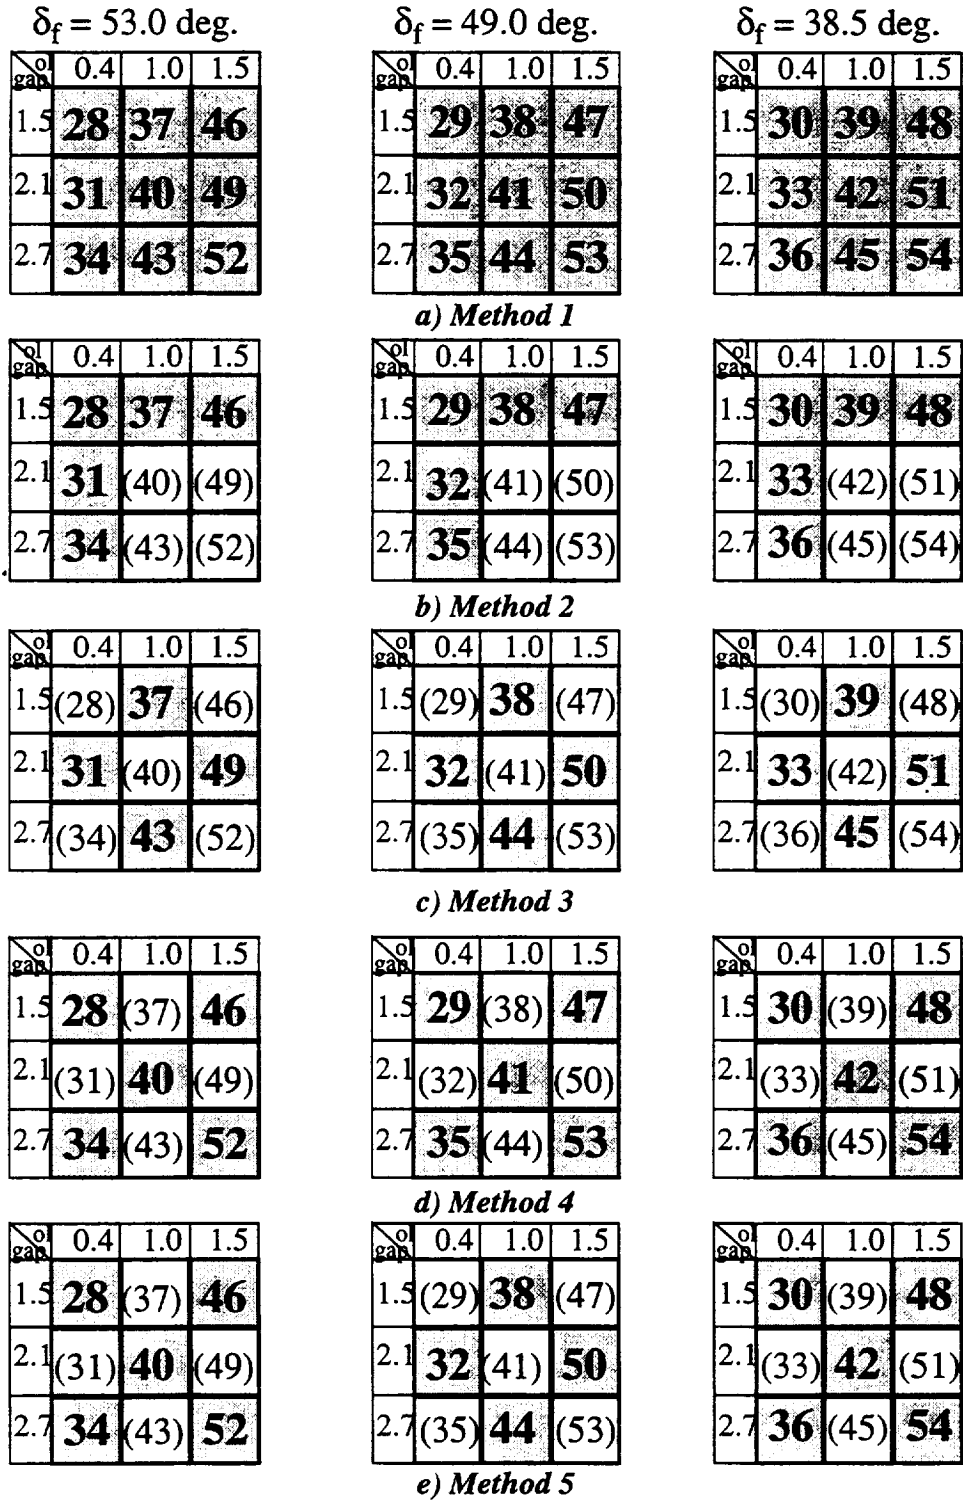 δf = 53.0 deg. δf = 49.0 deg. δf = 38.5 deg.
ol gap 0.4 1.0 1.5 ol gap 0.4 1.0 1.5 ol gap 0.4 1.0 1.5
1.5 28 37 46 1.5 29 38 47 1.5 30 39 48
2.1 31 40 49 2.1 32 41 50 2.1 33 42 51
2.7 34 43 52 2.7 35 44 53 2.7 36 45 54
a) Method 1
ol gap 0.4 1.0 1.5 ol gap 0.4 1.0 1.5 ol gap 0.4 1.0 1.5
1.5 28 37 46 1.5 29 38 47 1.5 30 39 48
2.1 31 (40) (49) 2.1 32 (41) (50) 2.1 33 (42) (51)
2.7 34 (43) (52) 2.7 35 (44) (53) 2.7 36 (45) (54)
b) Method 2
ol gap 0.4 1.0 1.5 ol gap 0.4 1.0 1.5 ol gap 0.4 1.0 1.5
1.5 (28) 37 (46) 1.5 (29) 38 (47) 1.5 (30) 39 (48)
2.1 31 (40) 49 2.1 32 (41) 50 2.1 33 (42) 51
2.7 (34) 43 (52) 2.7 (35) 44 (53) 2.7 (36) 45 (54)
c) Method 3
ol gap 0.4 1.0 1.5 ol gap 0.4 1.0 1.5 ol gap 0.4 1.0 1.5
1.5 28 (37) 46 1.5 29 (38) 47 1.5 30 (39) 48
2.1 (31) 40 (49) 2.1 (32) 41 (50) 2.1 (33) 42 (51)
2.7 34 (43) 52 2.7 35 (44) 53 2.7 36 (45) 54
d) Method 4
ol gap 0.4 1.0 1.5 ol gap 0.4 1.0 1.5 ol gap 0.4 1.0 1.5
1.5 28 (37) 46 1.5 (29) 38 (47) 1.5 30 (39) 48
2.1 (31) 40 (49) 2.1 32 (41) 50 2.1 (33) 42 (51)
2.7 34 (43) 52 2.7 (35) 44 (53) 2.7 36 (45) 54
e) Method 5